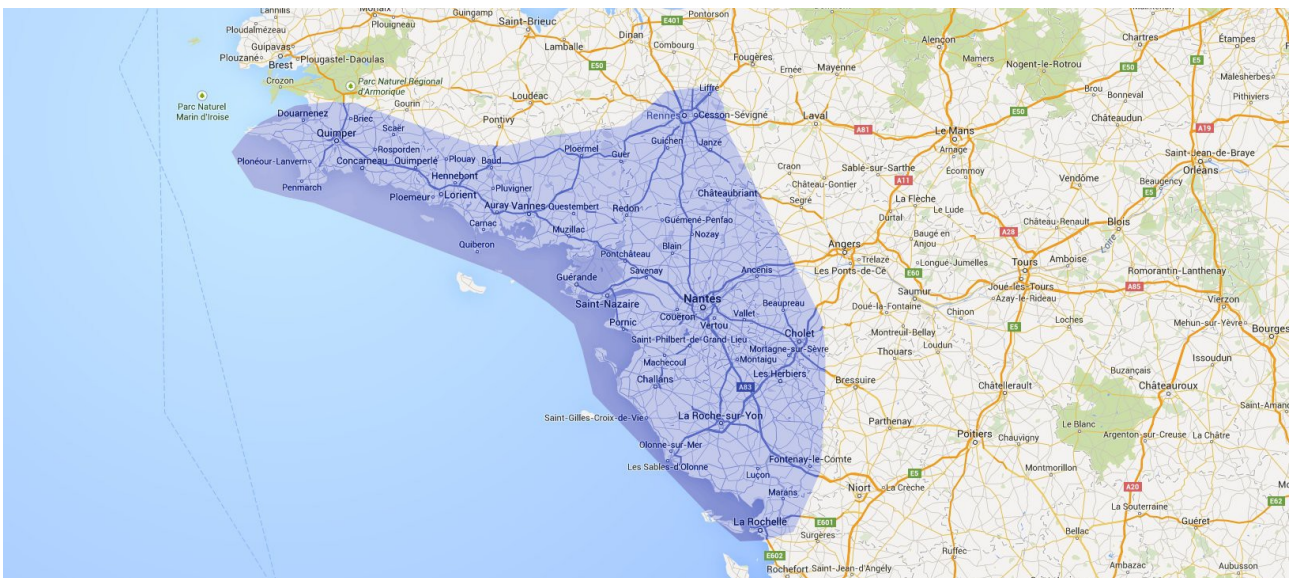 Lannilis
Morlaix
Guingamp
Saint-Brieuc
E401
Pontorson
Ploudalmézeau
Plouigneau
Dinan
Combourg
Alençon
Chartres
Étampes
Guipavas
Plouzané
Brest
Plougastel-Daoulas
Lamballe
E50
Fougères
Ernée
Mayenne
Mamers
Nogent-le-Rotrou
E50
E5
Malesherbes
Crozon
Parc Naturel Régional
d'Armorique
Gourin
Loudéac
Liffré
Brou
Bonneval
Pithiviers
Parc Naturel
Marin d'Iroise
Douarnenez
Briec
Scaër
Pontivy
Rennes
Cesson-Sévigné
Laval
A81
E50
Châteaudun
A19
Quimper
Guichen
Janzé
Le Mans
Arnage
Saint-Jean-de-Braye
Plonéour-Lanvern
Rosporden
Concarneau
Quimperlé
Plouay
Baud
Ploermel
Guer
Craon
Sablé-sur-Sarthe
Écommoy
Orléans
Penmarch
Hennebont
Ploemeur
Lorient
Pluvigner
Châteaubriant
Château-Gontier
Segré
A11
La Flèche
Vendôme
Beaugency
E5
Auray
Vannes
Questembert
Redon
Durtal
Le Lude
Château-Renault
Blois
Carnac
Muzillac
Guémené-Penfao
Nozay
Baugé en
Anjou
A28
Loire
Quiberon
Pontchâteau
Blain
Angers
Trélazé
Les Ponts-de-Cé
Longué-Jumelles
Tours
Amboise
Guérande
Savenay
Ancenis
E60
Joué-lès-Tours
Azay-le-Rideau
A85
Romorantin-Lanthenay
Saint-Nazaire
Nantes
Beaupreau
Saumur
Doué-la-Fontaine
Chinon
Vierzon
Pornic
Couëron
Vertou
Vallet
Cholet
Montreuil-Bellay
E5
Loches
Mehun-sur-Yèvre
Bourges
Saint-Philbert-de-Grand-Lieu
Mortagne-sur-Sèvre
Loudun
Thouars
Issoudun
Machecoul
Montaigu
Challans
Les Herbiers
A83
Bressuire
Châtellerault
Buzançais
Châteauroux
Saint-Gilles-Croix-de-Vie
La Roche-sur-Yon
Parthenay
Le Blanc
Saint-Aman
Olonne-sur-Mer
Poitiers
Chauvigny
Argenton-sur-Creuse
La Châtre
Les Sables-d'Olonne
Fontenay-le-Comte
Luçon
E5
Montmorillon
Marans
Niort
La Crèche
A20
E62
La Rochelle
E601
Surgères
La Souterraine
Guéret
Bellac
E602
Rochefort
Saint-Jean-d'Angély
Ruffec
Ambazac
Aubusson